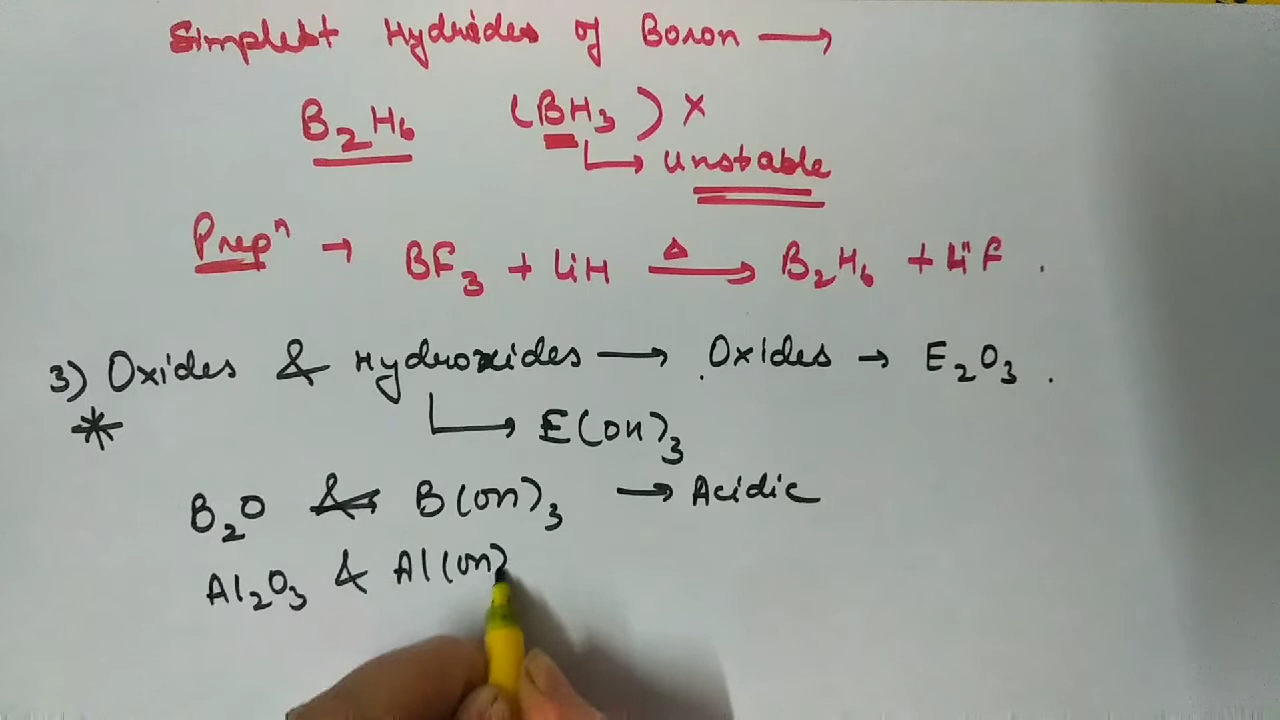 Simplest Hydrides of Boron →
B₂H₆ (BH₃) ×
↳ Unstable
Prepⁿ → BF₃ + LiH →Δ B₂H₆ + LiF .
3) Oxides & Hydroxides → Oxides → E₂O₃ .
* ↳ E(OH)₃
B₂O & B(OH)₃ → Acidic
Al₂O₃ & Al(OH)